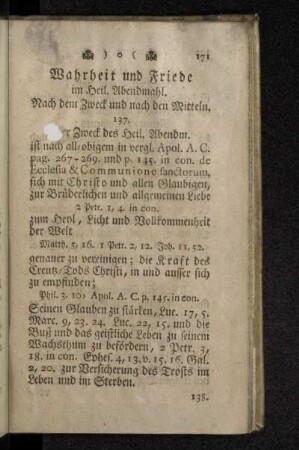 ) o (
171
Wahrheit und Friede
im Heil. Abendmahl.
Nach dem Zweck und nach den Mitteln.
137.
Zweck des Heil. Abendm.
ist nach all-obigem in vergl. Apol. A. C.
pag. 267-269. und p. 145. in con. de
Ecclesia & Communione sanctorum,
sich mit Christo und allen Glaubigen,
zur Brüderlichen und allgemeinen Liebe
2 Petr. 1, 4. in con.
zum Heyl, Licht und Vollkommenheit
der Welt
Matth. 5, 16. 1 Petr. 2, 12. Joh. 11, 52.
genauer zu vereinigen; die Kraft des
Creutz-Tods Christi, in und ausser sich
zu empfinden;
Phil. 3, 10. Apol. A. C. p. 145. in con.
Seinen Glauben zu stärken, Luc. 17, 5.
Marc. 9, 23. 24. Luc. 22, 15. und die
Buß und das geistliche Leben zu seinem
Wachsthum zu befördern, 2 Petr. 3,
18. in con. Ephes. 4, 13. v. 15. 16. Gal.
2, 20. zur Versicherung des Trosts im
Leben und im Sterben.
138.